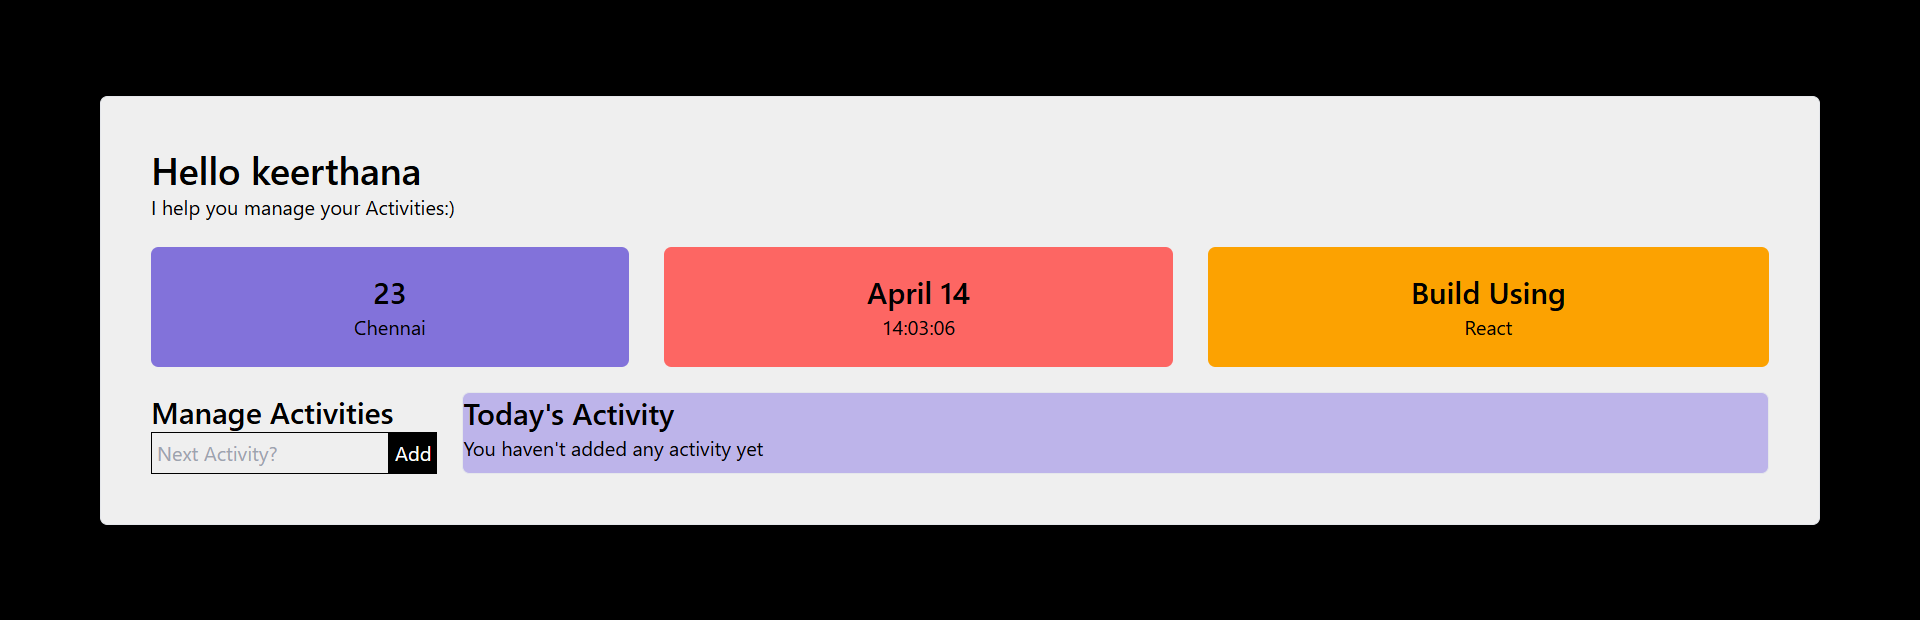 Hello keerthana
I help you manage your Activities:)
23
Chennai
April 14
14:03:06
Build Using
React
Manage Activities
Next Activity?
Add
Today's Activity
You haven't added any activity yet